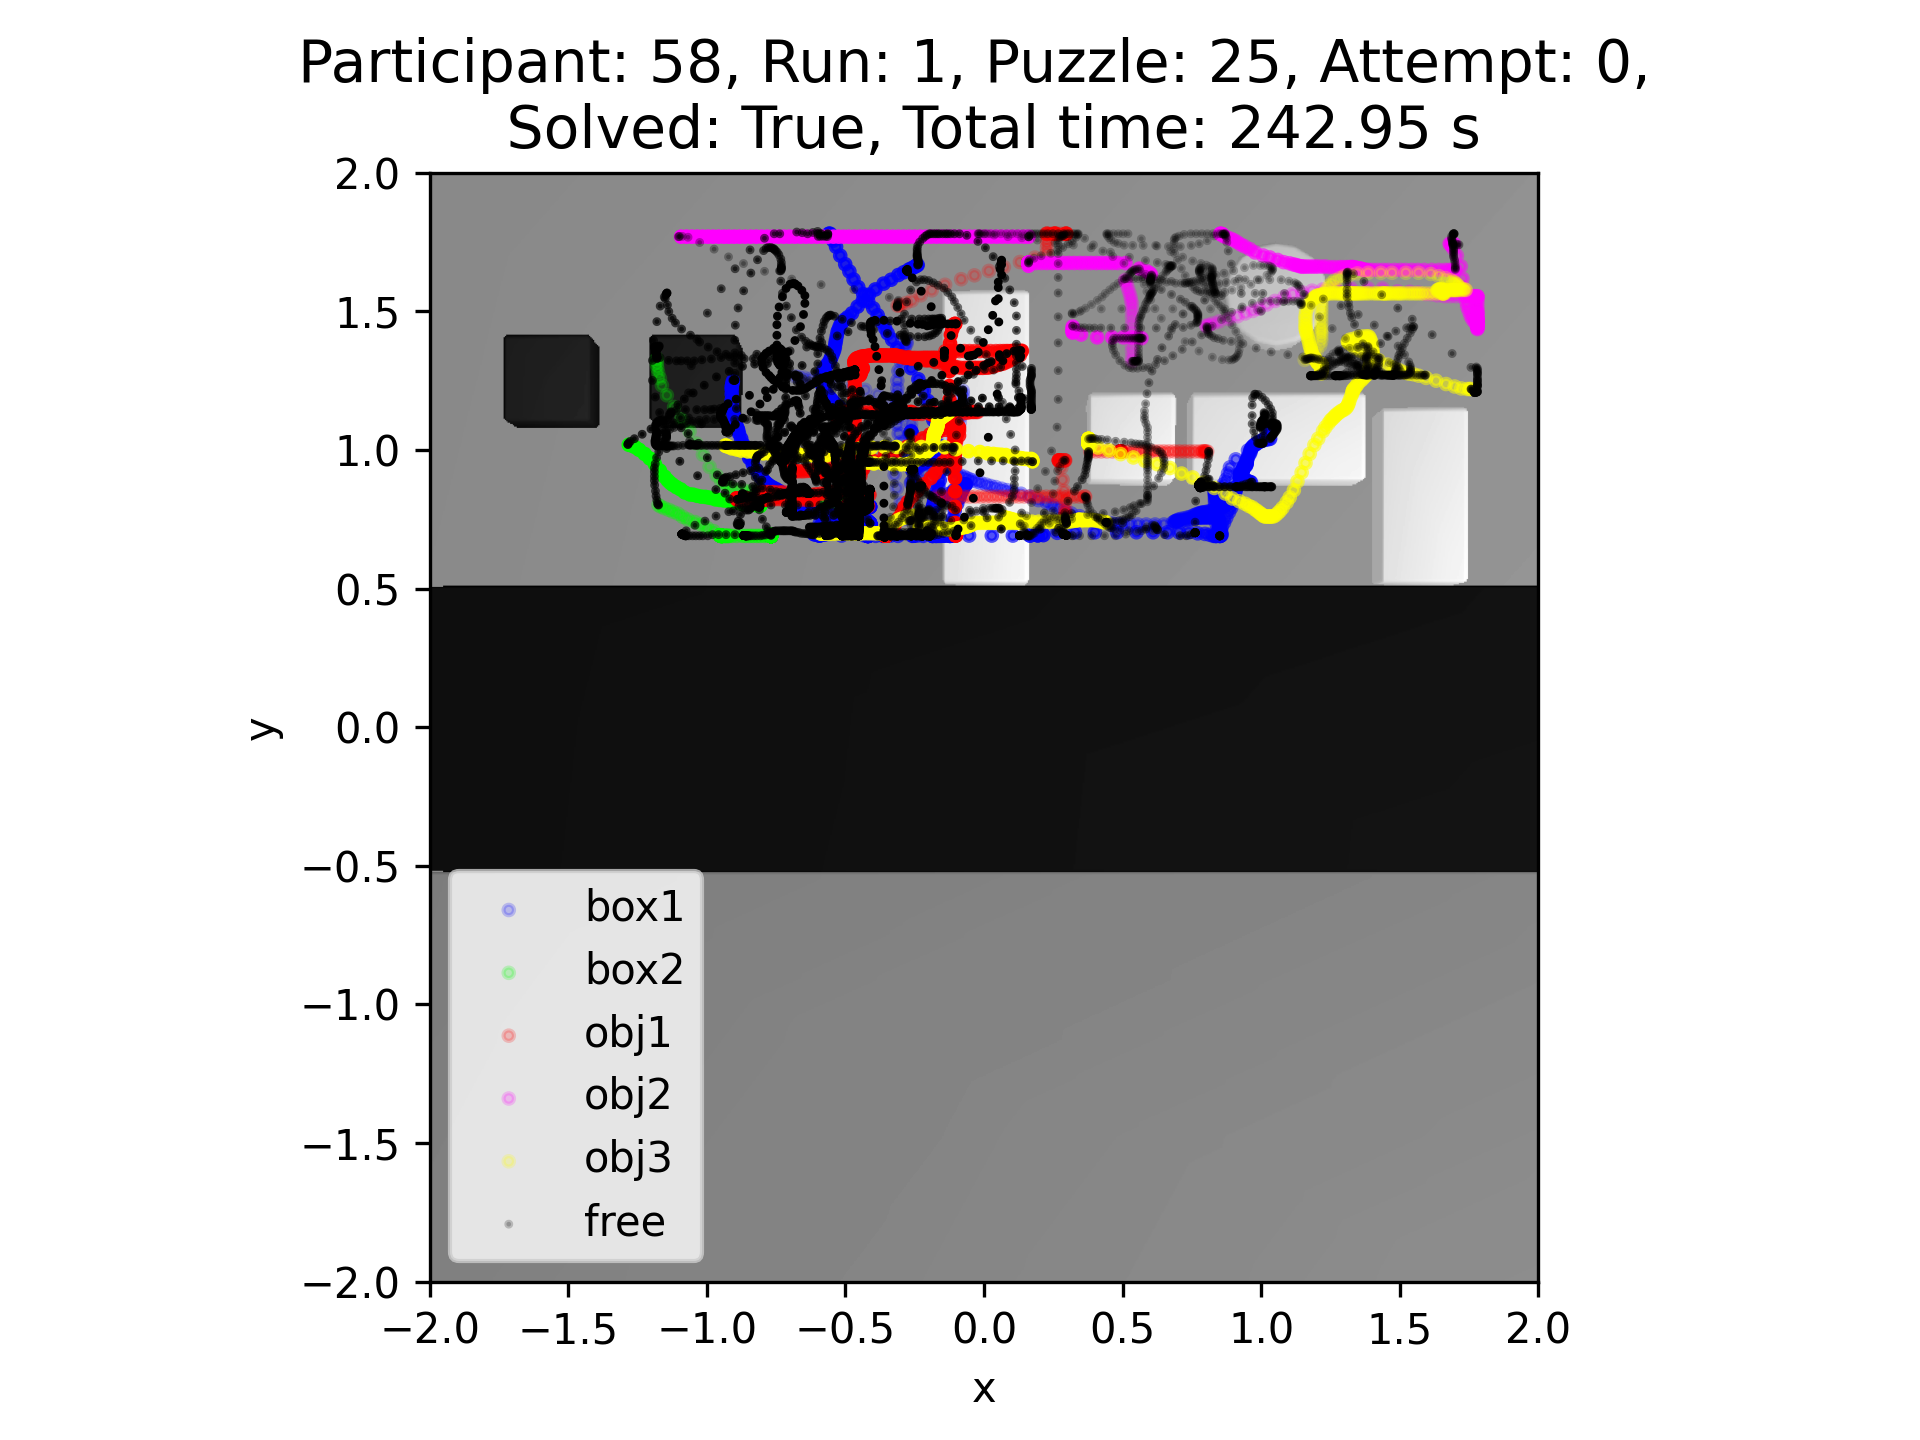 Participant: 58, Run: 1, Puzzle: 25, Attempt: 0,
Solved: True, Total time: 242.95 s
2.0
1.5
1.0
0.5
0.0
−0.5
−1.0
−1.5
−2.0
y
box1
box2
obj1
obj2
obj3
free
−2.0 −1.5 −1.0 −0.5 0.0 0.5 1.0 1.5 2.0
x